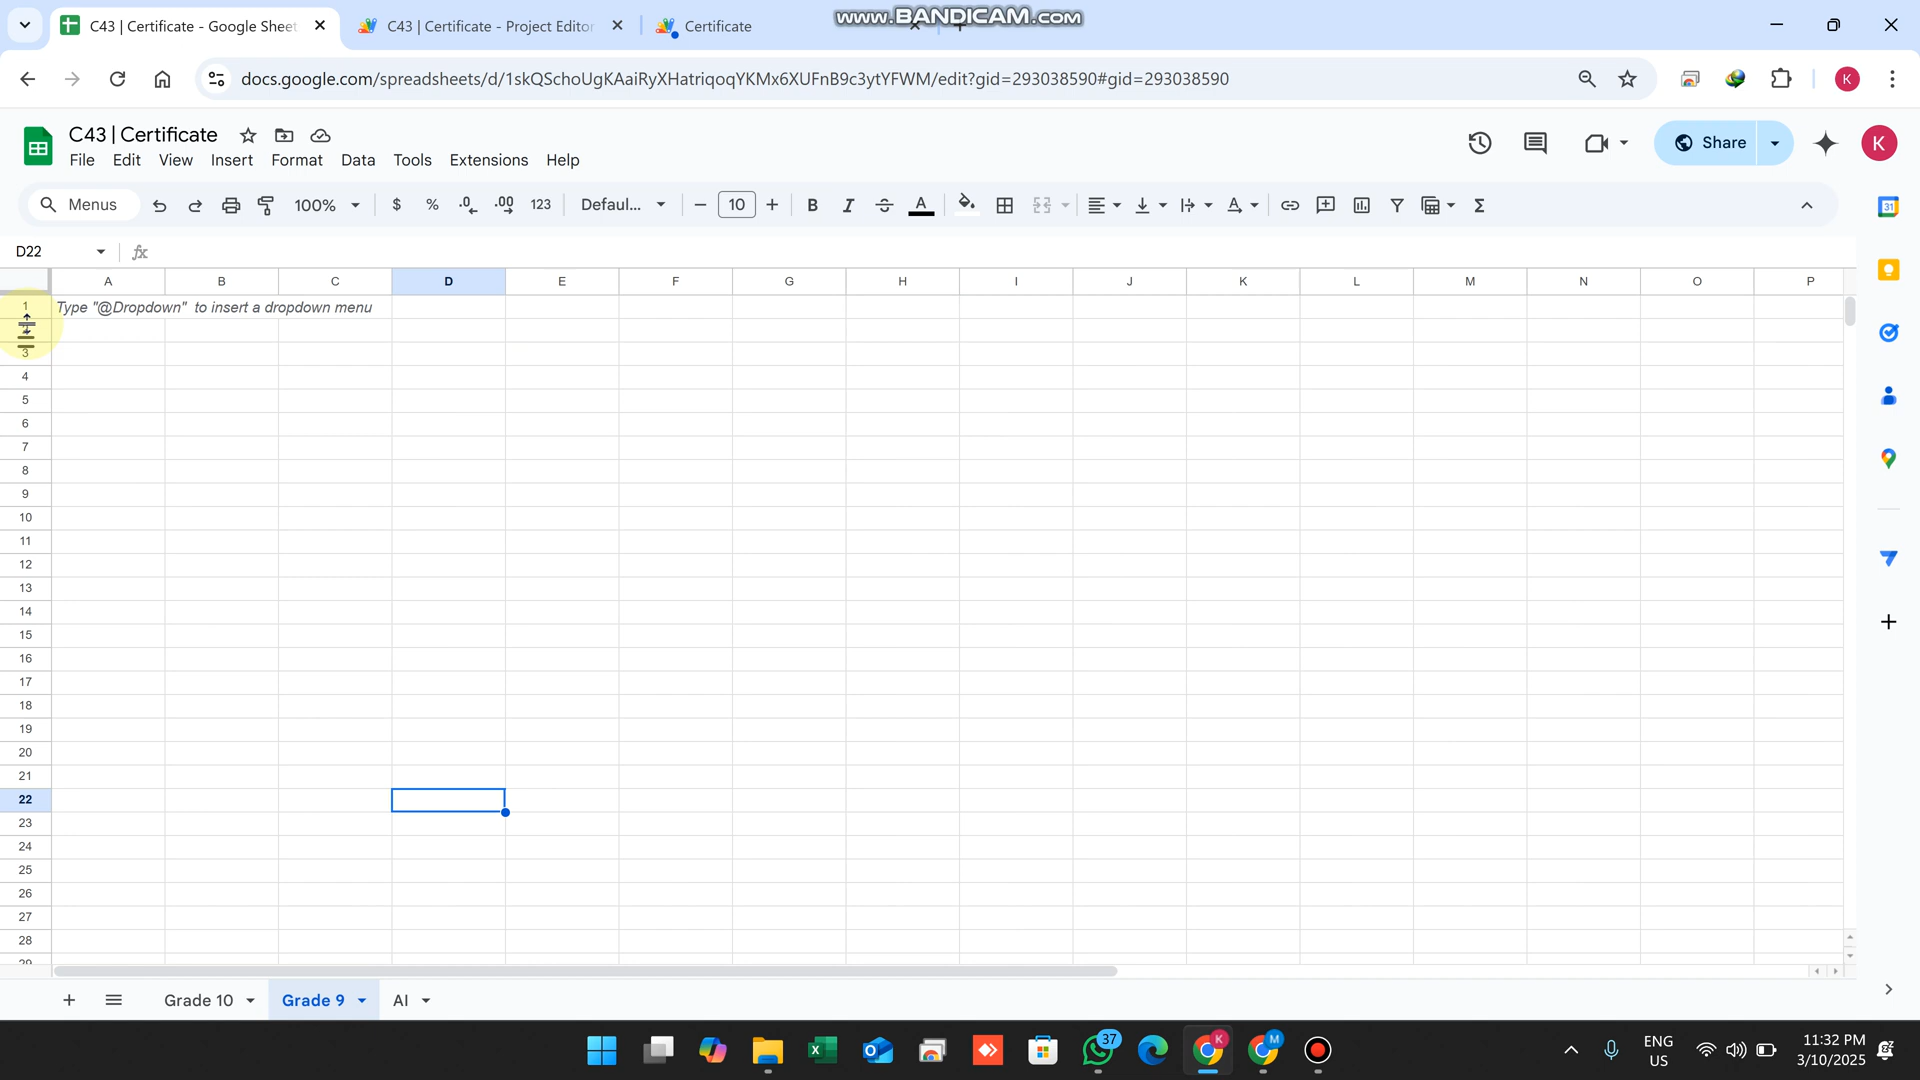 C43 | Certificate - Google Sheet
C43 | Certificate - Project Editor
Certificate
www.BANDICAM.com
docs.google.com/spreadsheets/d/1skQSchoUgKAaiRyXHatriqoqYKMx6XUFnB9c3ytYFWM/edit?gid=293038590#gid=293038590
K
C43 | Certificate
Share
K
File Edit View Insert Format Data Tools Extensions Help
Menus
100%
$ % .0 .00 123
Defaul...
10
B I S A
Σ
31
D22
fx
A B C D E F G H I J K L M N O P
1 Type "@Dropdown" to insert a dropdown menu
3
4
5
6
7
8
9
10
11
12
13
14
15
16
17
18
19
20
21
22
23
24
25
26
27
28
29
Grade 10
Grade 9
AI
37
K
M
ENG
US
11:32 PM
3/10/2025